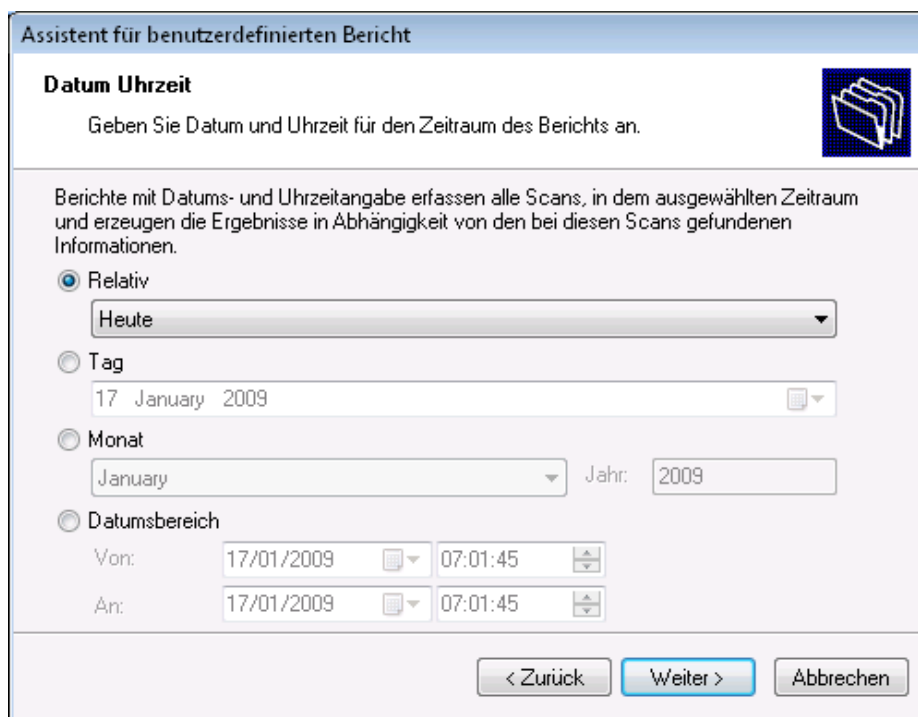 Assistent für benutzerdefinierten Bericht
Datum Uhrzeit
Geben Sie Datum und Uhrzeit für den Zeitraum des Berichts an.
Berichte mit Datums- und Uhrzeitangabe erfassen alle Scans, in dem ausgewählten Zeitraum
und erzeugen die Ergebnisse in Abhängigkeit von den bei diesen Scans gefundenen
Informationen.
Relativ
Heute
Tag
17 January 2009
Monat
January Jahr: 2009
Datumsbereich
Von: 17/01/2009 07:01:45
An: 17/01/2009 07:01:45
< Zurück Weiter > Abbrechen